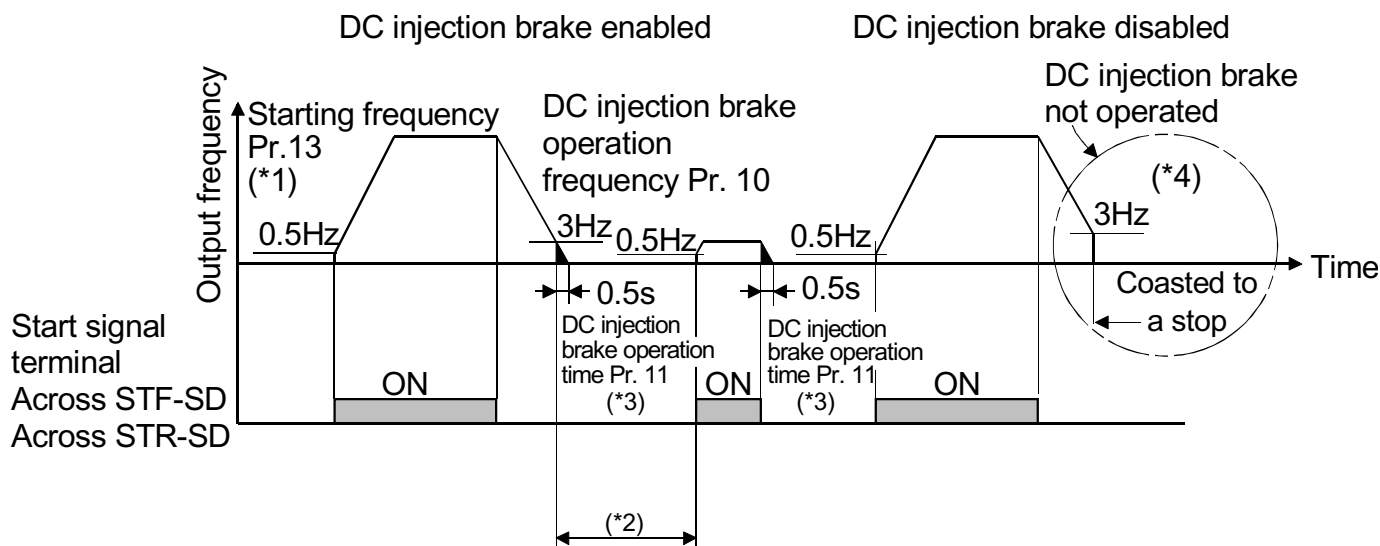 DC injection brake enabled
DC injection brake disabled
Output frequency
Starting frequency
Pr.13
(*1)
DC injection brake
operation
frequency Pr. 10
DC injection brake
not operated
(*4)
0.5Hz
3Hz
0.5Hz
0.5Hz
3Hz
Time
0.5s
0.5s
Coasted to
a stop
DC injection
brake operation
time Pr. 11
(*3)
DC injection
brake operation
time Pr. 11
(*3)
Start signal
terminal
Across STF-SD
Across STR-SD
ON
ON
ON
(*2)